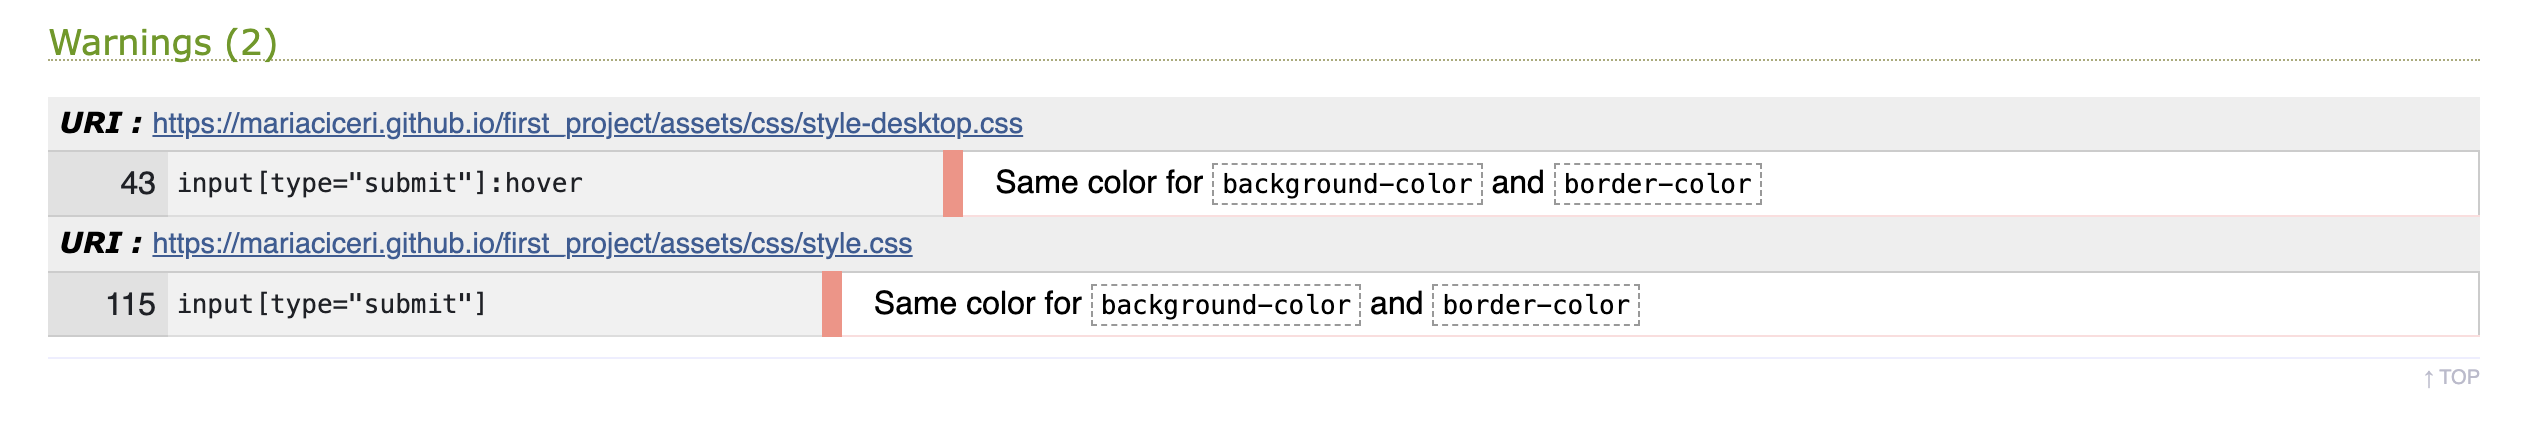 Warnings (2)
URI : https://mariaciceri.github.io/first_project/assets/css/style-desktop.css
43 input[type="submit"]:hover Same color for background-color and border-color
URI : https://mariaciceri.github.io/first_project/assets/css/style.css
115 input[type="submit"] Same color for background-color and border-color
↑ TOP